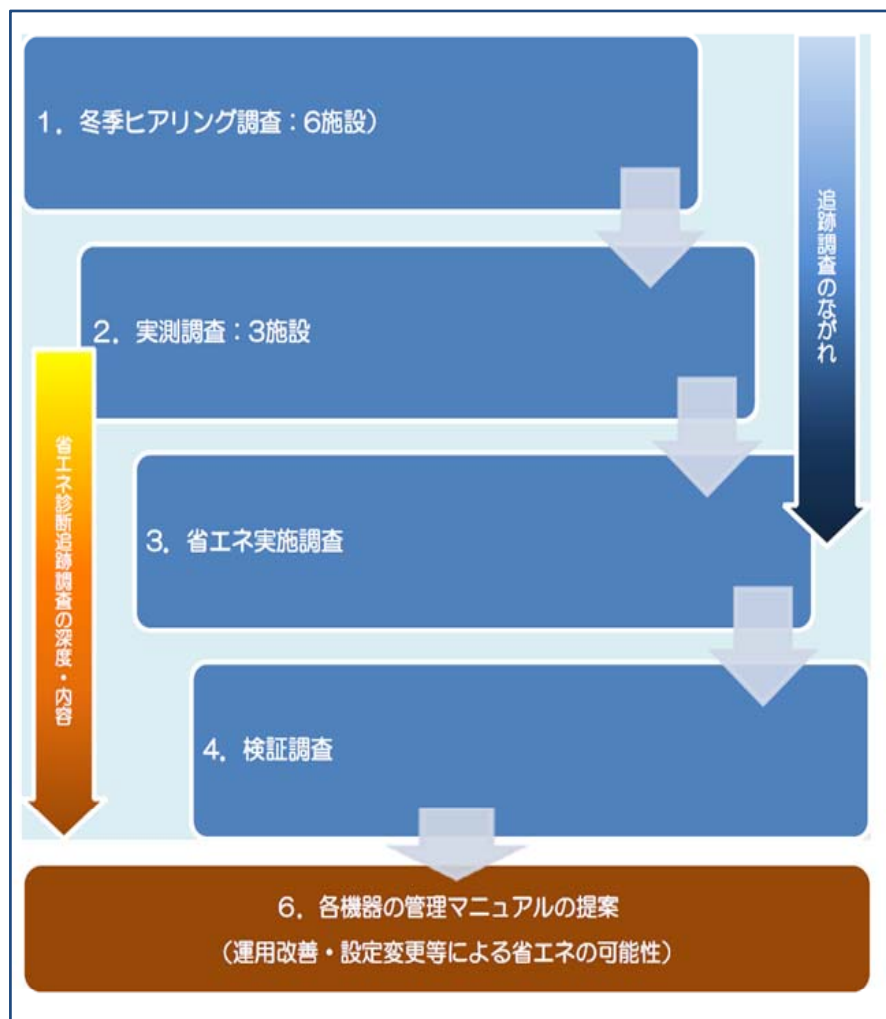 1．冬季ヒアリング調査：6施設）
追跡調査のながれ
2．実測調査：3施設
省エネ診断追跡調査の深度・内容
3．省エネ実施調査
4．検証調査
6．各機器の管理マニュアルの提案
（運用改善・設定変更等による省エネの可能性）